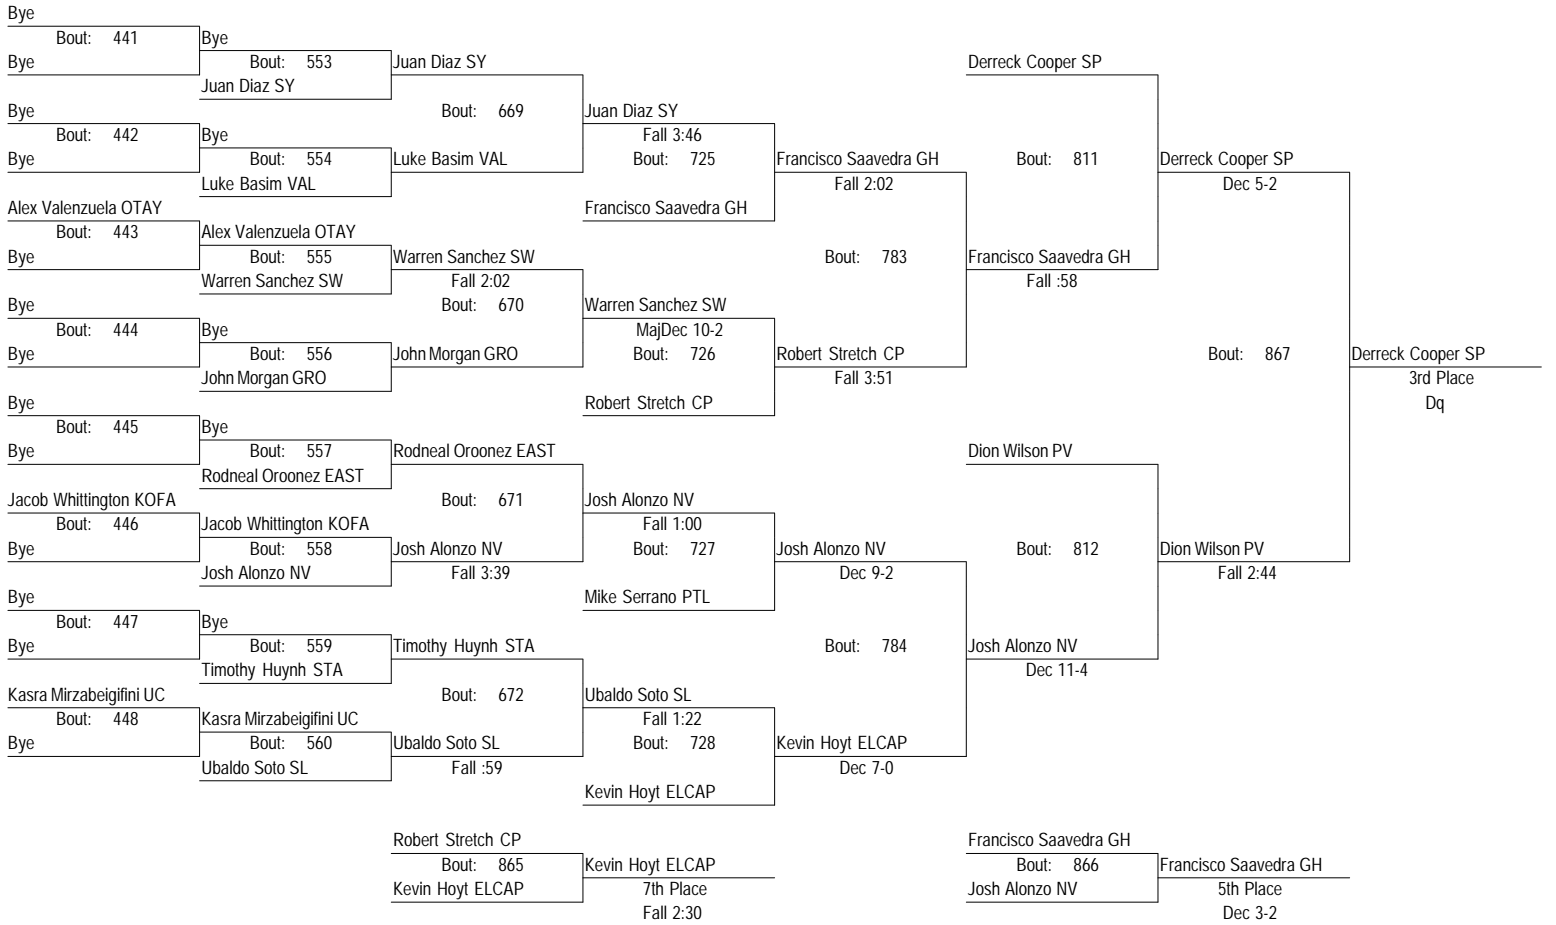 Bye
Bout: 441 Bye
Bye Bout: 553 Juan Diaz SY Derreck Cooper SP
Juan Diaz SY
Bye Bout: 669 Juan Diaz SY
Bout: 442 Bye Fall 3:46
Bye Bout: 554 Luke Basim VAL Bout: 725 Francisco Saavedra GH Bout: 811 Derreck Cooper SP
Luke Basim VAL Fall 2:02 Dec 5-2
Alex Valenzuela OTAY Francisco Saavedra GH
Bout: 443 Alex Valenzuela OTAY
Bye Bout: 555 Warren Sanchez SW Bout: 783 Francisco Saavedra GH
Warren Sanchez SW Fall 2:02 Fall :58
Bye Bout: 670 Warren Sanchez SW
Bout: 444 Bye MajDec 10-2
Bye Bout: 556 John Morgan GRO Bout: 726 Robert Stretch CP Bout: 867 Derreck Cooper SP
John Morgan GRO Fall 3:51 3rd Place
Bye Robert Stretch CP Dq
Bout: 445 Bye
Bye Bout: 557 Rodneal Oroonez EAST Dion Wilson PV
Rodneal Oroonez EAST
Jacob Whittington KOFA Bout: 671 Josh Alonzo NV
Bout: 446 Jacob Whittington KOFA Fall 1:00
Bye Bout: 558 Josh Alonzo NV Bout: 727 Josh Alonzo NV Bout: 812 Dion Wilson PV
Josh Alonzo NV Fall 3:39 Dec 9-2 Fall 2:44
Bye Mike Serrano PTL
Bout: 447 Bye
Bye Bout: 559 Timothy Huynh STA Bout: 784 Josh Alonzo NV
Timothy Huynh STA Dec 11-4
Kasra Mirzabeigifini UC Bout: 672 Ubaldo Soto SL
Bout: 448 Kasra Mirzabeigifini UC Fall 1:22
Bye Bout: 560 Ubaldo Soto SL Bout: 728 Kevin Hoyt ELCAP
Ubaldo Soto SL Fall :59 Dec 7-0
Kevin Hoyt ELCAP
Robert Stretch CP Francisco Saavedra GH
Bout: 865 Kevin Hoyt ELCAP Bout: 866 Francisco Saavedra GH
Kevin Hoyt ELCAP 7th Place Josh Alonzo NV 5th Place
Fall 2:30 Dec 3-2